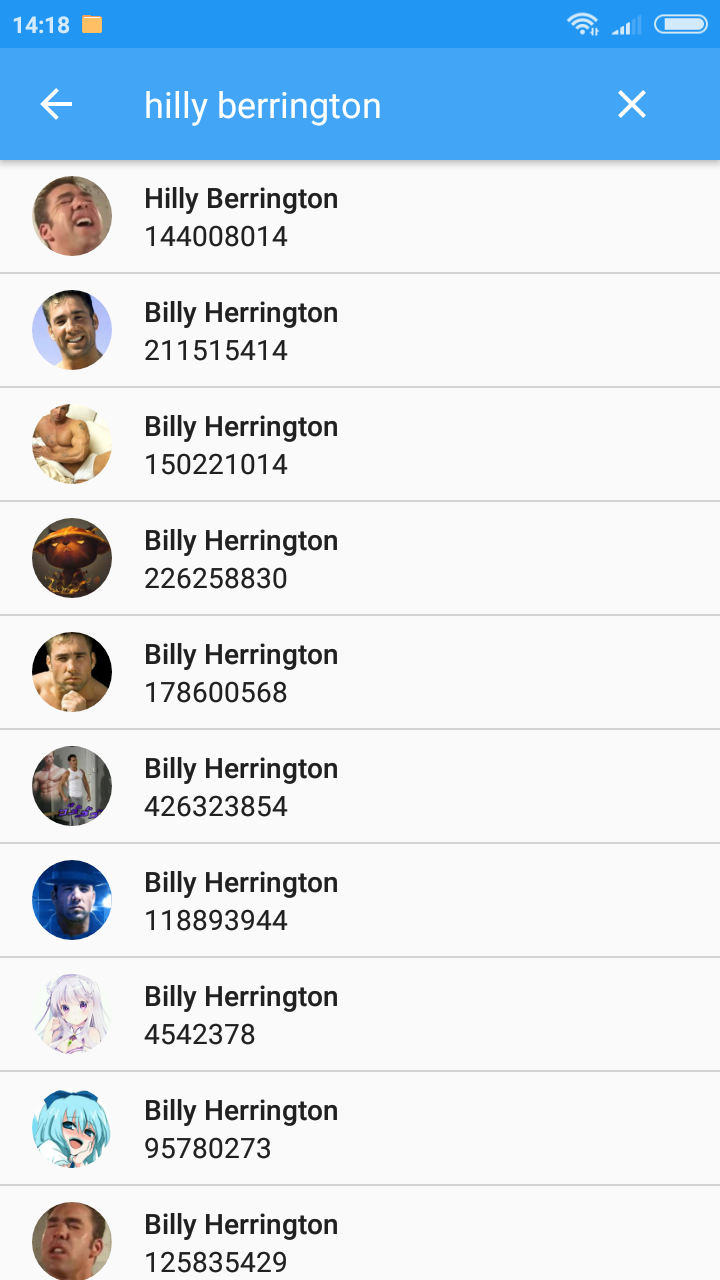 14:18
hilly berrington
Hilly Berrington
144008014
Billy Herrington
211515414
Billy Herrington
150221014
Billy Herrington
226258830
Billy Herrington
178600568
Billy Herrington
426323854
Billy Herrington
118893944
Billy Herrington
4542378
Billy Herrington
95780273
Billy Herrington
125835429